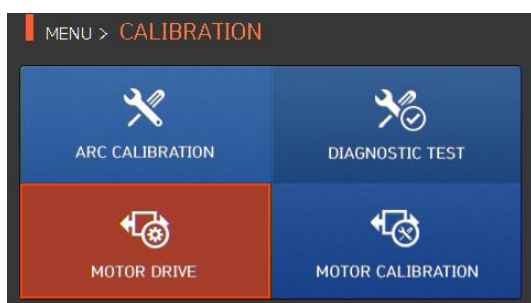 MENU > CALIBRATION
ARC CALIBRATION
DIAGNOSTIC TEST
MOTOR DRIVE
MOTOR CALIBRATION